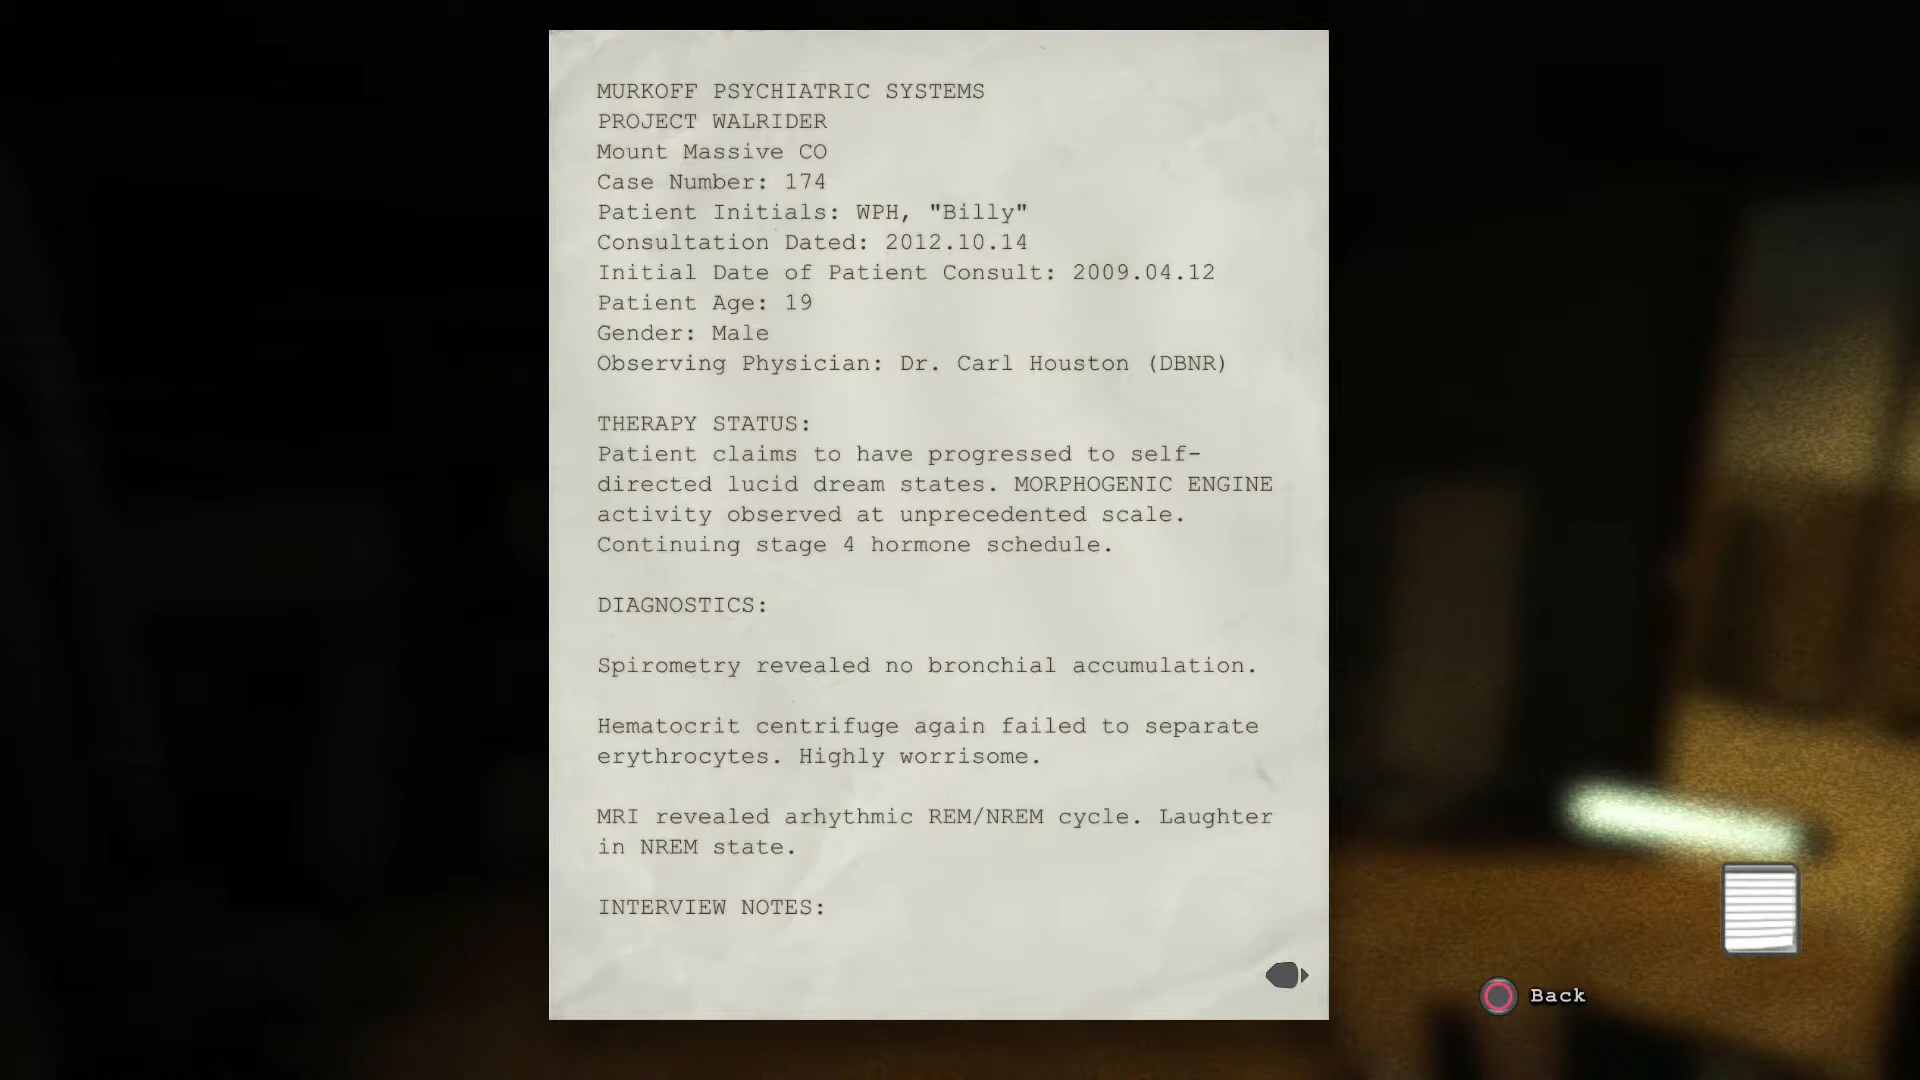 MURKOFF PSYCHIATRIC SYSTEMS
PROJECT WALRIDER
Mount Massive CO
Case Number: 174
Patient Initials: WPH, "Billy"
Consultation Dated: 2012.10.14
Initial Date of Patient Consult: 2009.04.12
Patient Age: 19
Gender: Male
Observing Physician: Dr. Carl Houston (DBNR)
THERAPY STATUS:
Patient claims to have progressed to self-
directed lucid dream states. MORPHOGENIC ENGINE
activity observed at unprecedented scale.
Continuing stage 4 hormone schedule.
DIAGNOSTICS:
Spirometry revealed no bronchial accumulation.
Hematocrit centrifuge again failed to separate
erythrocytes. Highly worrisome.
MRI revealed arhythmic REM/NREM cycle. Laughter
in NREM state.
INTERVIEW NOTES:
Back